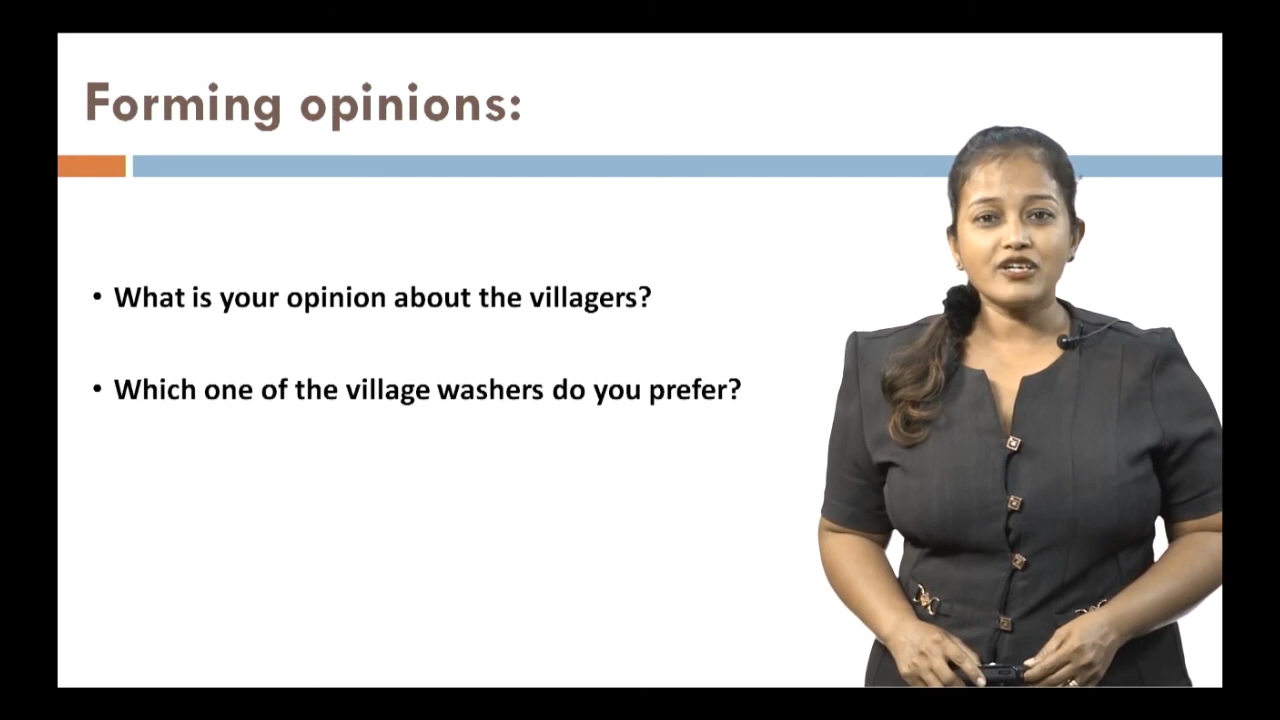 Forming opinions:
• What is your opinion about the villagers?
• Which one of the village washers do you prefer?